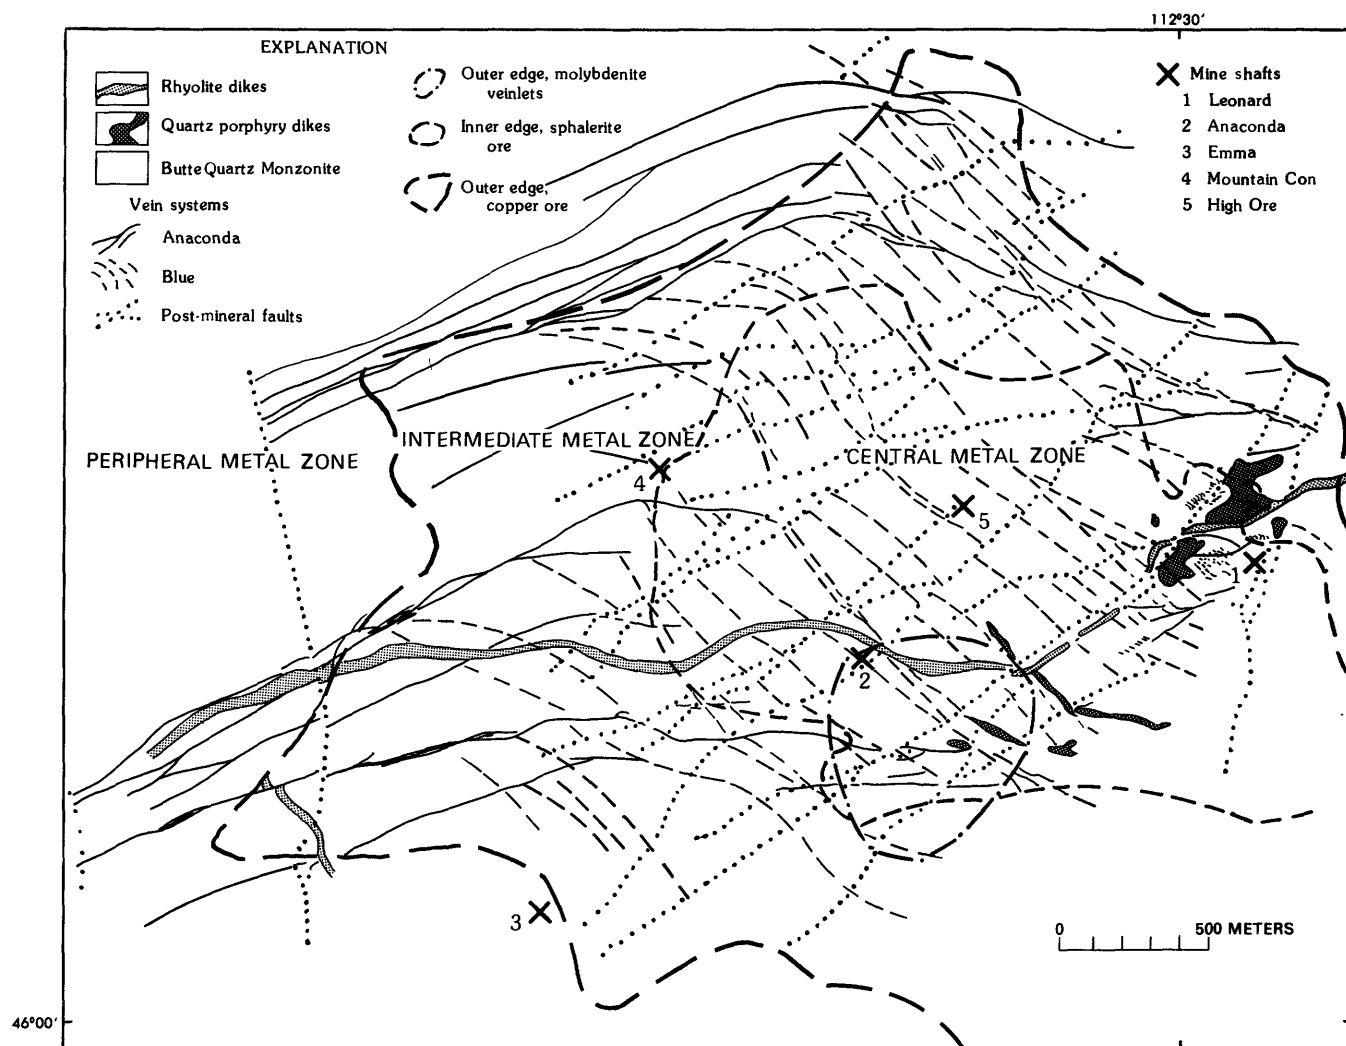 112°30'
EXPLANATION
Rhyolite dikes
Quartz porphyry dikes
Butte Quartz Monzonite
Vein systems
Anaconda
Blue
Post-mineral faults
Outer edge, molybdenite
veinlets
Inner edge, sphalerite
ore
Outer edge,
copper ore
Mine shafts
1 Leonard
2 Anaconda
3 Emma
4 Mountain Con
5 High Ore
INTERMEDIATE METAL ZONE
PERIPHERAL METAL ZONE
CENTRAL METAL ZONE
4
5
1
2
3
0 500 METERS
46°00'